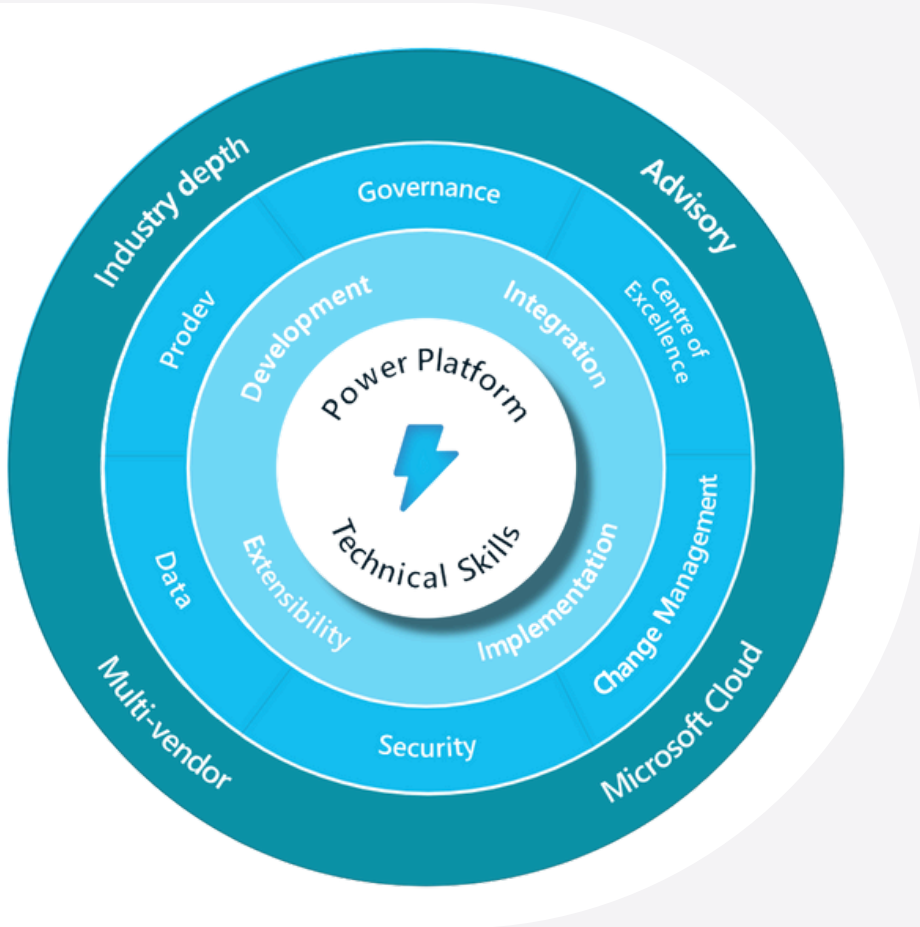 Industry depth
Advisory
Governance
Prodev
Centre of
Excellence
Development
Integration
Power Platform
Technical Skills
Extensibility
Implementation
Data
Change Management
Security
Multi-vendor
Microsoft Cloud